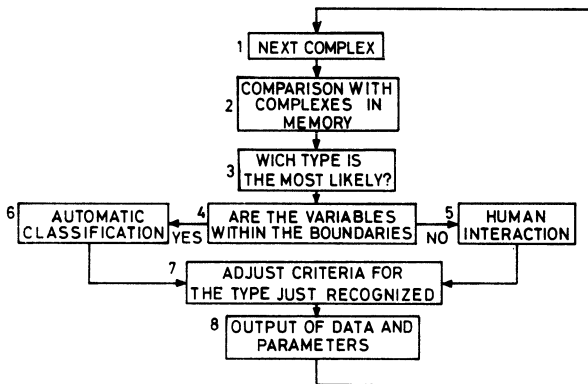 1 NEXT COMPLEX
2 COMPARISON WITH
COMPLEXES IN
MEMORY
3 WICH TYPE IS
THE MOST LIKELY?
6 AUTOMATIC
CLASSIFICATION
4 ARE THE VARIABLES
WITHIN THE BOUNDARIES
YES
NO
5 HUMAN
INTERACTION
7 ADJUST CRITERIA FOR
THE TYPE JUST RECOGNIZED
8 OUTPUT OF DATA AND
PARAMETERS